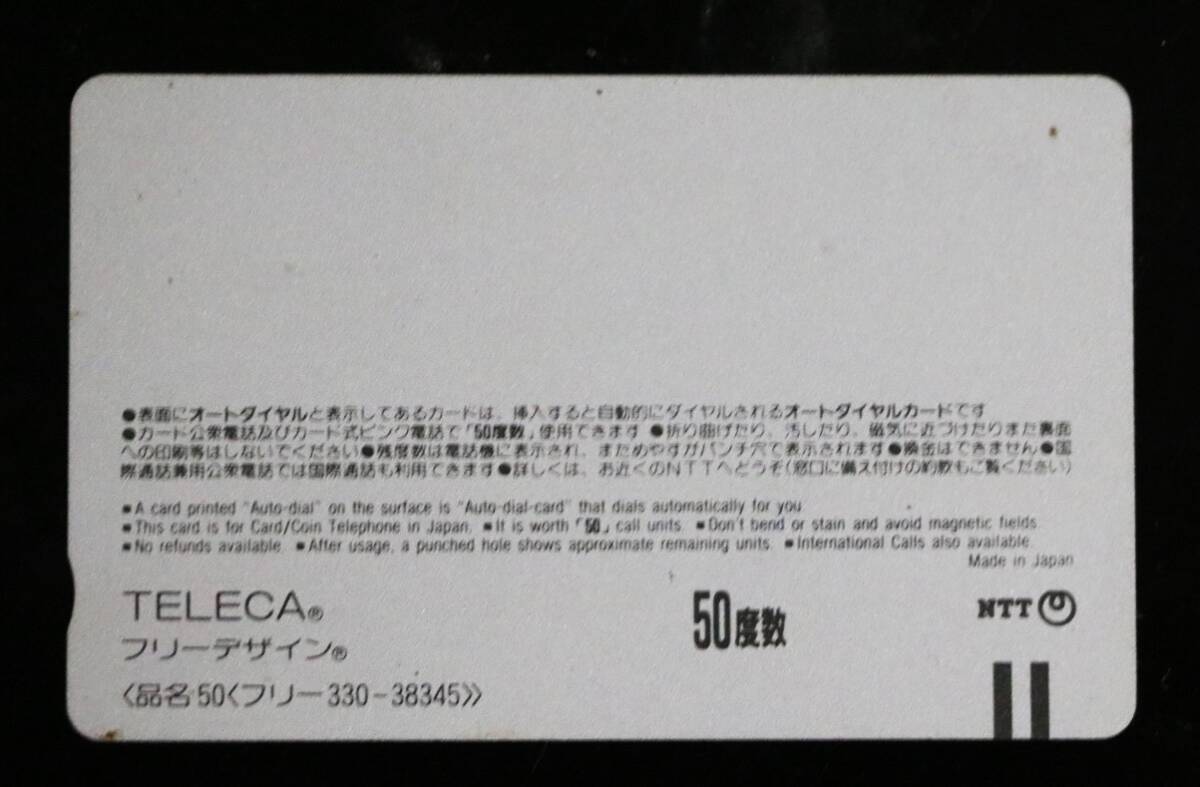 ●表面にオートダイヤルと表示してあるカードは、挿入すると自動的にダイヤルされるオートダイヤルカードです
●カード公衆電話及びカード式ピンク電話で「50度数」使用できます ●折り曲げたり、汚したり、磁気に近づけたりまた裏面
への印刷等はしないでください●残度数は電話機に表示され、まためやすがパンチ穴で表示されます●換金はできません●国
際通話兼用公衆電話では国際通話も利用できます●詳しくは、お近くのNTTへどうぞ(窓口に備え付けの約款もご覧ください)
■A card printed "Auto-dial" on the surface is "Auto-dial-card" that dials automatically for you
■This card is for Card/Coin Telephone in Japan. ■It is worth「50」call units. ■Don't bend or stain and avoid magnetic fields.
■No refunds available. ■After usage, a punched hole shows approximate remaining units. ■International Calls also available.
Made in Japan
TELECA®
フリーデザイン®
50度数
NTT
〈品名50〈フリー330-38345〉〉